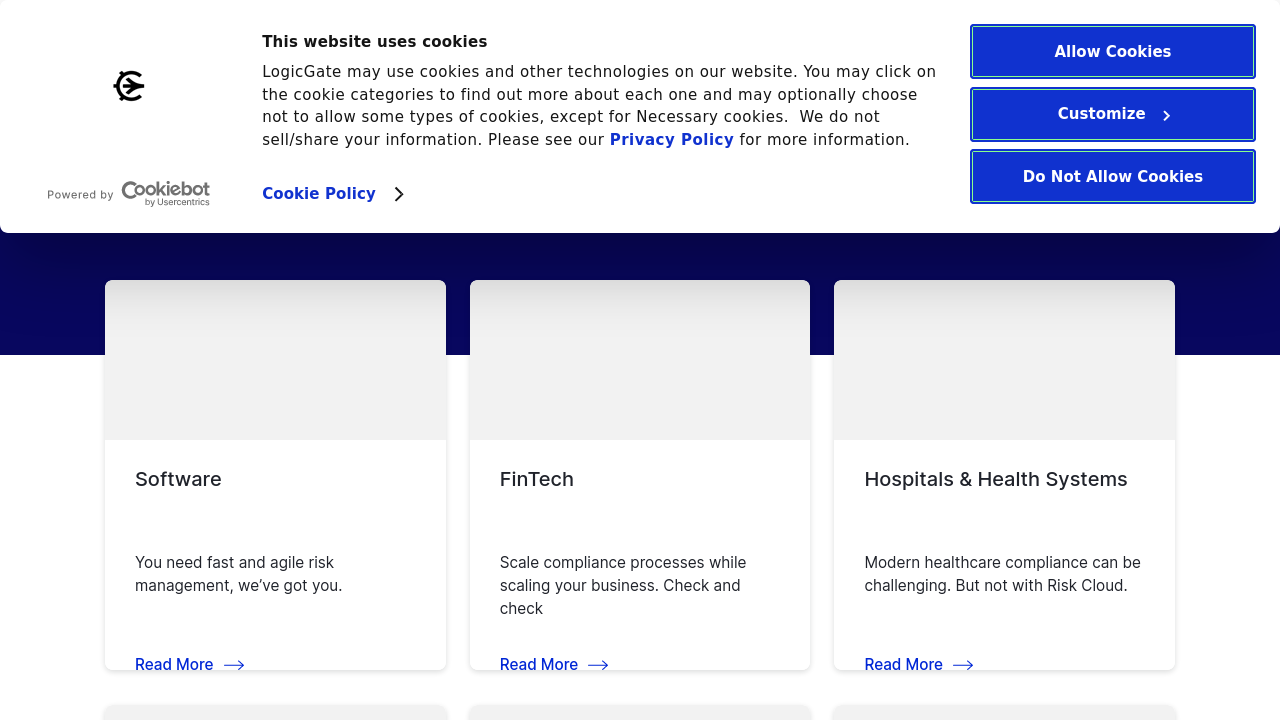 This website uses cookies
LogicGate may use cookies and other technologies on our website. You may click on
the cookie categories to find out more about each one and may optionally choose
not to allow some types of cookies, except for Necessary cookies.  We do not
sell/share your information. Please see our Privacy Policy for more information.
Cookie Policy
Powered by Cookiebot
by Usercentrics
Allow Cookies
Customize
Do Not Allow Cookies
Software
You need fast and agile risk
management, we’ve got you.
Read More
FinTech
Scale compliance processes while
scaling your business. Check and
check
Read More
Hospitals & Health Systems
Modern healthcare compliance can be
challenging. But not with Risk Cloud.
Read More